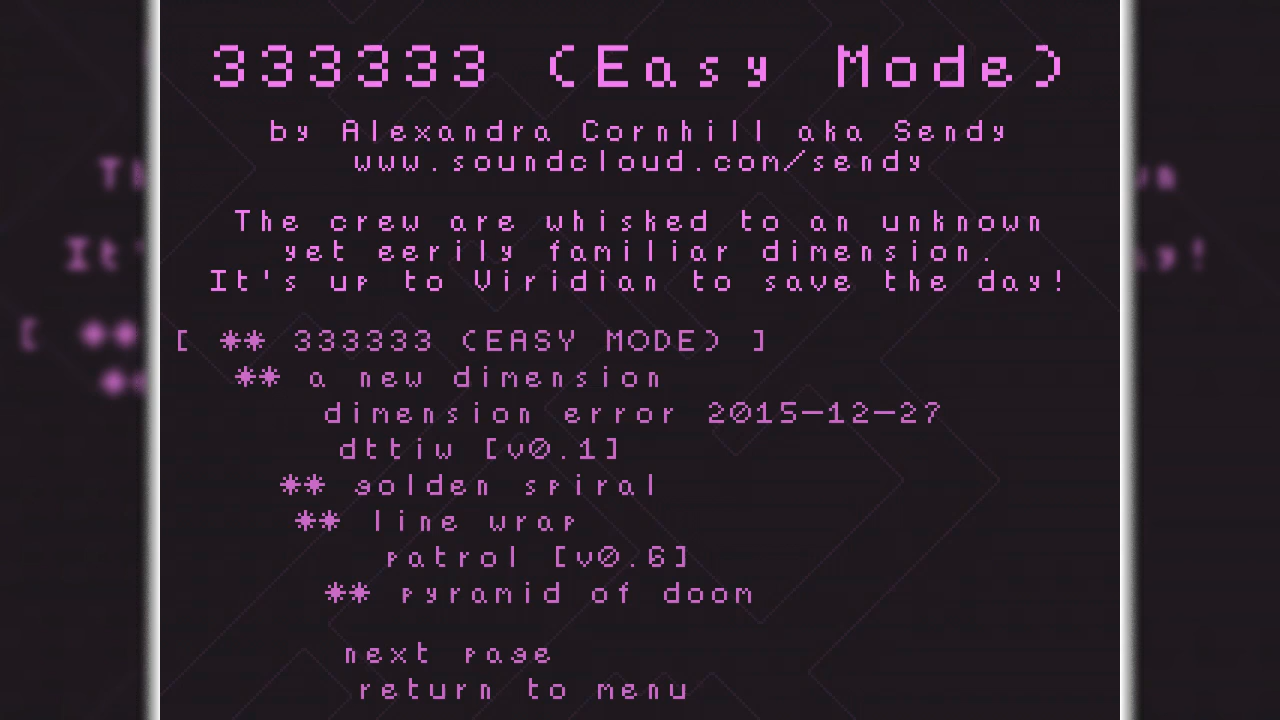 333333 (Easy Mode)
by Alexandra Cornhill aka Sendy
www.soundcloud.com/sendy
The crew are whisked to an unknown
yet eerily familiar dimension.
It's up to Viridian to save the day!
[ ** 333333 (EASY MODE) ]
** a new dimension
dimension error 2015-12-27
dttiw [v0.1]
** golden spiral
** line wrap
patrol [v0.6]
** pyramid of doom
next page
return to menu